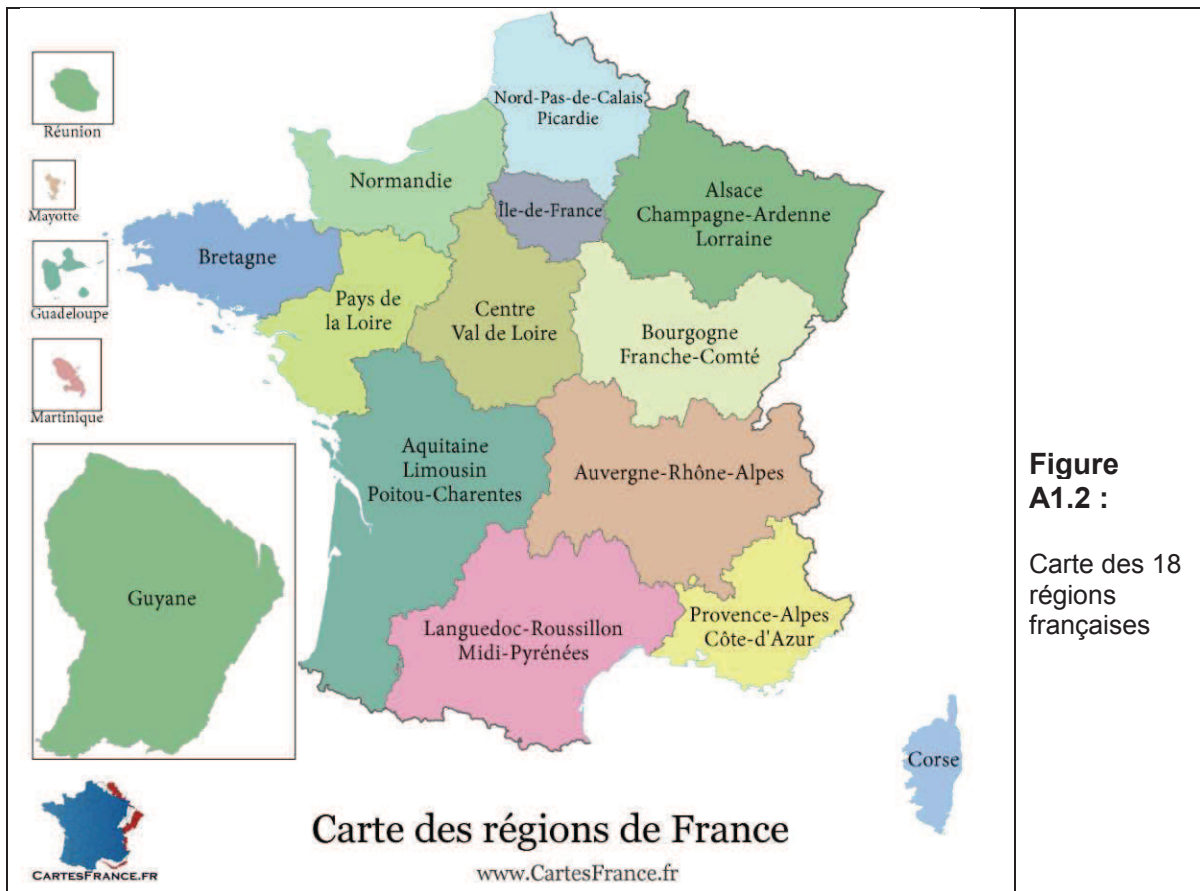 Réunion
Mayotte
Guadeloupe
Martinique
Guyane
Nord-Pas-de-Calais
Picardie
Normandie
Île-de-France
Alsace
Champagne-Ardenne
Lorraine
Bretagne
Pays de
la Loire
Centre
Val de Loire
Bourgogne
Franche-Comté
Aquitaine
Limousin
Poitou-Charentes
Auvergne-Rhône-Alpes
Languedoc-Roussillon
Midi-Pyrénées
Provence-Alpes
Côte-d'Azur
Corse
CARTESFRANCE.FR
Carte des régions de France
www.CartesFrance.fr
Figure
A1.2 :
Carte des 18
régions
françaises